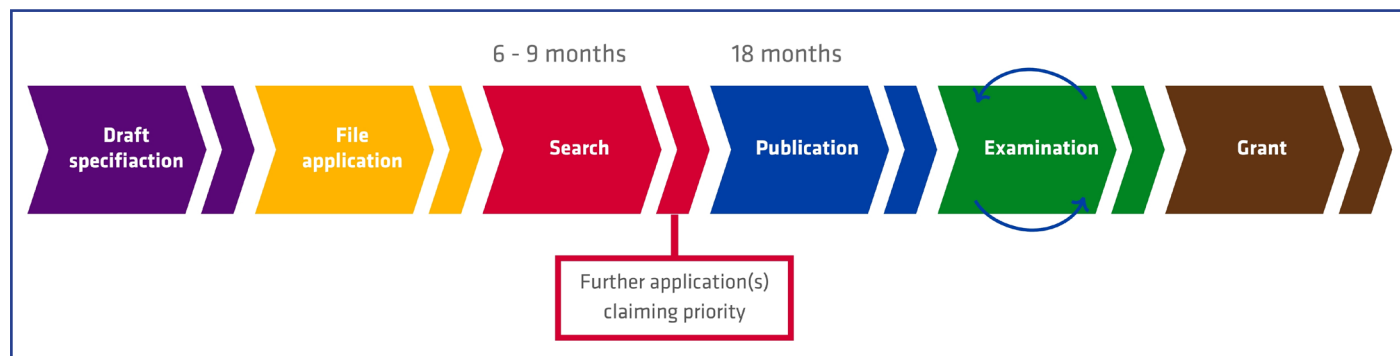 6 - 9 months
18 months
Draft
specifiaction
File
application
Search
Publication
Examination
Grant
Further application(s)
claiming priority